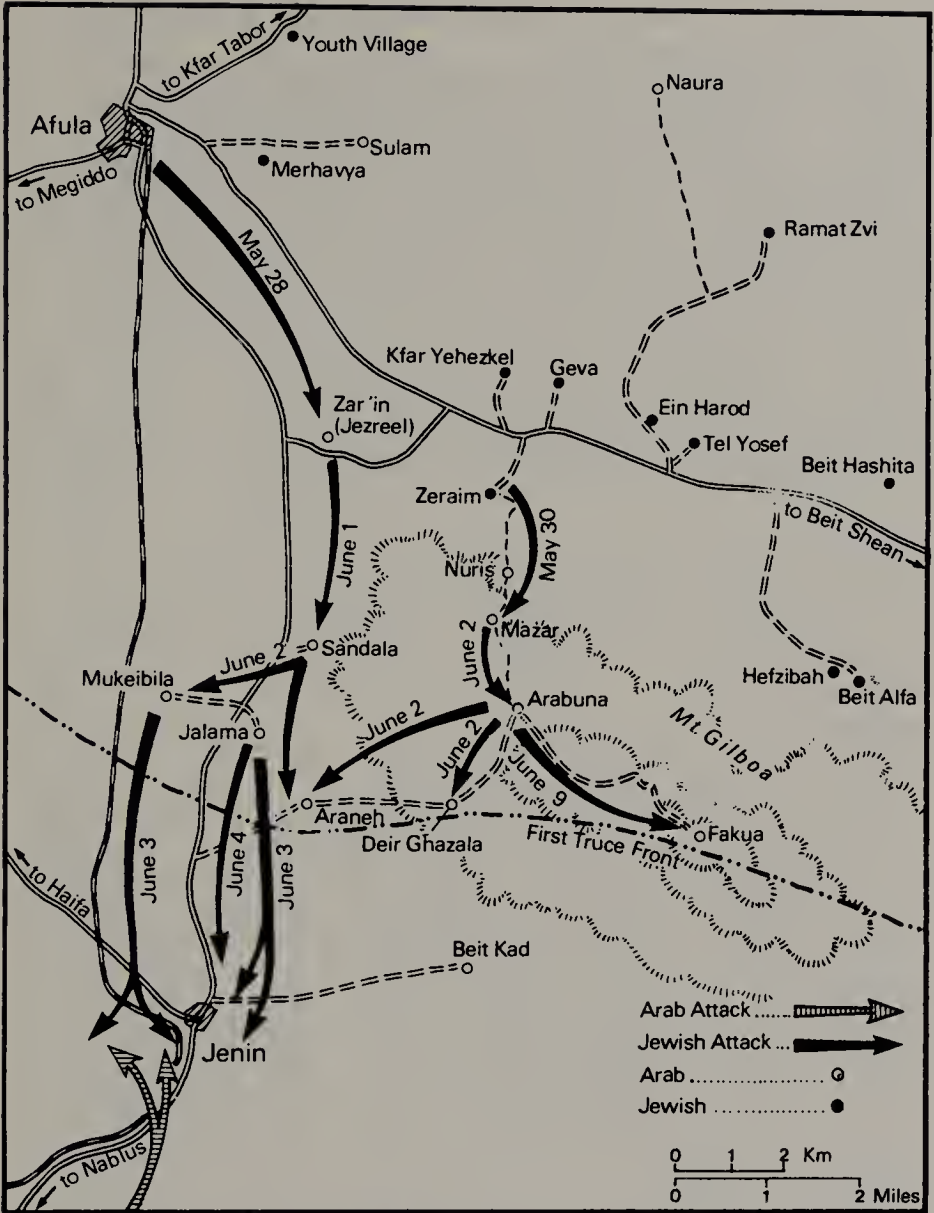 to Kfar Tabor
Youth Village
Naura
Afula
Sulam
Merhavya
to Megiddo
Ramat Zvi
May 28
Kfar Yehezkel
Geva
Zar'in
(Jezreel)
Ein Harod
Tel Yosef
Beit Hashita
Zeraim
to Beit Shean
May 30
June 1
Nuris
Mazar
Sandala
June 2
June 2
Mukeibila
Hefzibah
Beit Alfa
Arabuna
Jalama
June 2
Mt. Gilboa
June 2
June 9
Araneh
Deir Ghazala
First Truce Front
Fakua
June 3
June 4
June 3
to Haifa
Beit Kad
Jenin
Arab Attack ......
Jewish Attack ...
Arab ......................
Jewish ................
to Nablus
0 1 2 Km
0 1 2 Miles